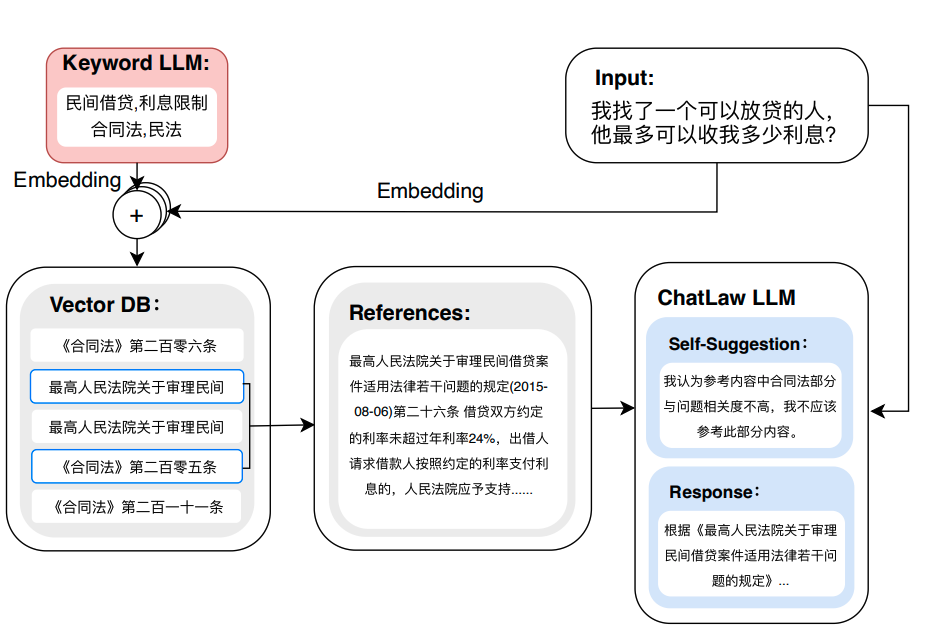 Keyword LLM:
民间借贷,利息限制
合同法,民法
Input:
我找了一个可以放贷的人，
他最多可以收我多少利息?
Embedding
Embedding
+
Vector DB：
《合同法》第二百零六条
最高人民法院关于审理民间
最高人民法院关于审理民间
《合同法》第二百零五条
《合同法》第二百一十一条
References:
最高人民法院关于审理民间借贷案
件适用法律若干问题的规定(2015-
08-06)第二十六条 借贷双方约定
的利率未超过年利率24%，出借人
请求借款人按照约定的利率支付利
息的，人民法院应予支持......
ChatLaw LLM
Self-Suggestion：
我认为参考内容中合同法部分
与问题相关度不高，我不应该
参考此部分内容。
Response：
根据《最高人民法院关于审理
民间借贷案件适用法律若干问
题的规定》...